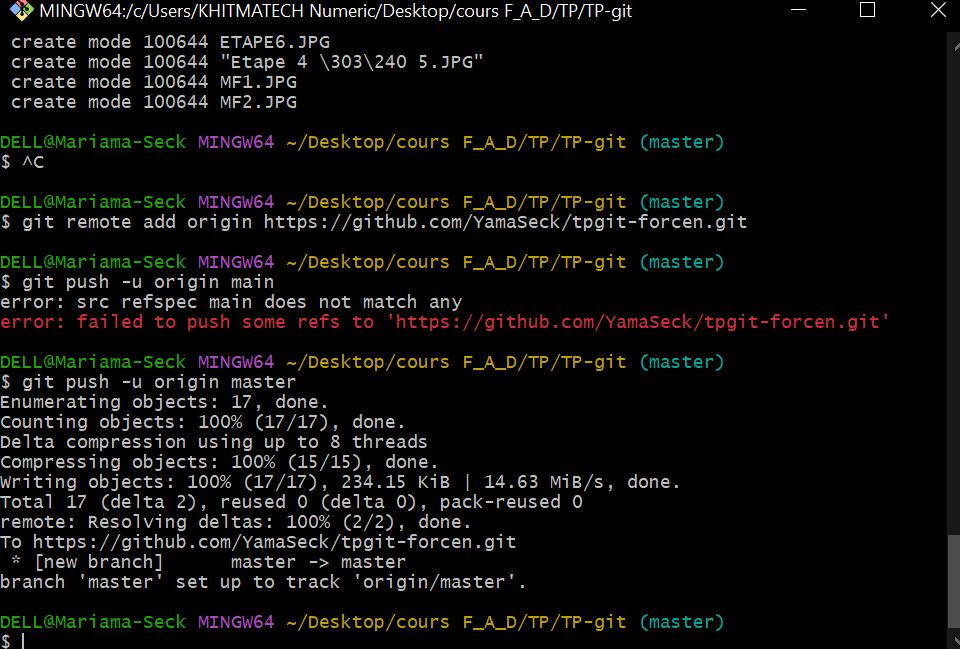 MINGW64:/c/Users/KHITMATECH Numeric/Desktop/cours F_A_D/TP/TP-git
create mode 100644 ETAPE6.JPG
create mode 100644 "Etape 4 \303\240 5.JPG"
create mode 100644 MF1.JPG
create mode 100644 MF2.JPG
DELL@Mariama-Seck MINGW64 ~/Desktop/cours F_A_D/TP/TP-git (master)
$ ^C
DELL@Mariama-Seck MINGW64 ~/Desktop/cours F_A_D/TP/TP-git (master)
$ git remote add origin https://github.com/YamaSeck/tpgit-forcen.git
DELL@Mariama-Seck MINGW64 ~/Desktop/cours F_A_D/TP/TP-git (master)
$ git push -u origin main
error: src refspec main does not match any
error: failed to push some refs to 'https://github.com/YamaSeck/tpgit-forcen.git'
DELL@Mariama-Seck MINGW64 ~/Desktop/cours F_A_D/TP/TP-git (master)
$ git push -u origin master
Enumerating objects: 17, done.
Counting objects: 100% (17/17), done.
Delta compression using up to 8 threads
Compressing objects: 100% (15/15), done.
Writing objects: 100% (17/17), 234.15 KiB | 14.63 MiB/s, done.
Total 17 (delta 2), reused 0 (delta 0), pack-reused 0
remote: Resolving deltas: 100% (2/2), done.
To https://github.com/YamaSeck/tpgit-forcen.git
* [new branch]      master -> master
branch 'master' set up to track 'origin/master'.
DELL@Mariama-Seck MINGW64 ~/Desktop/cours F_A_D/TP/TP-git (master)
$